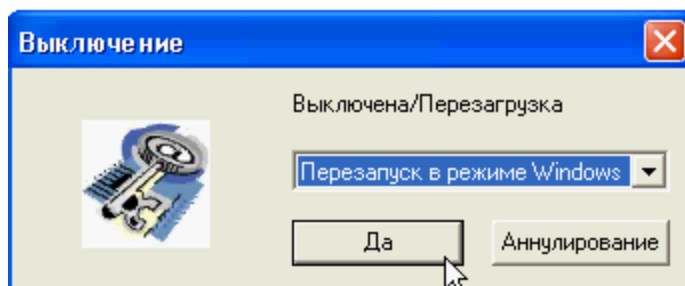 Выключение
Выключена/Перезагрузка
Перезапуск в режиме Windows
Да
Аннулирование